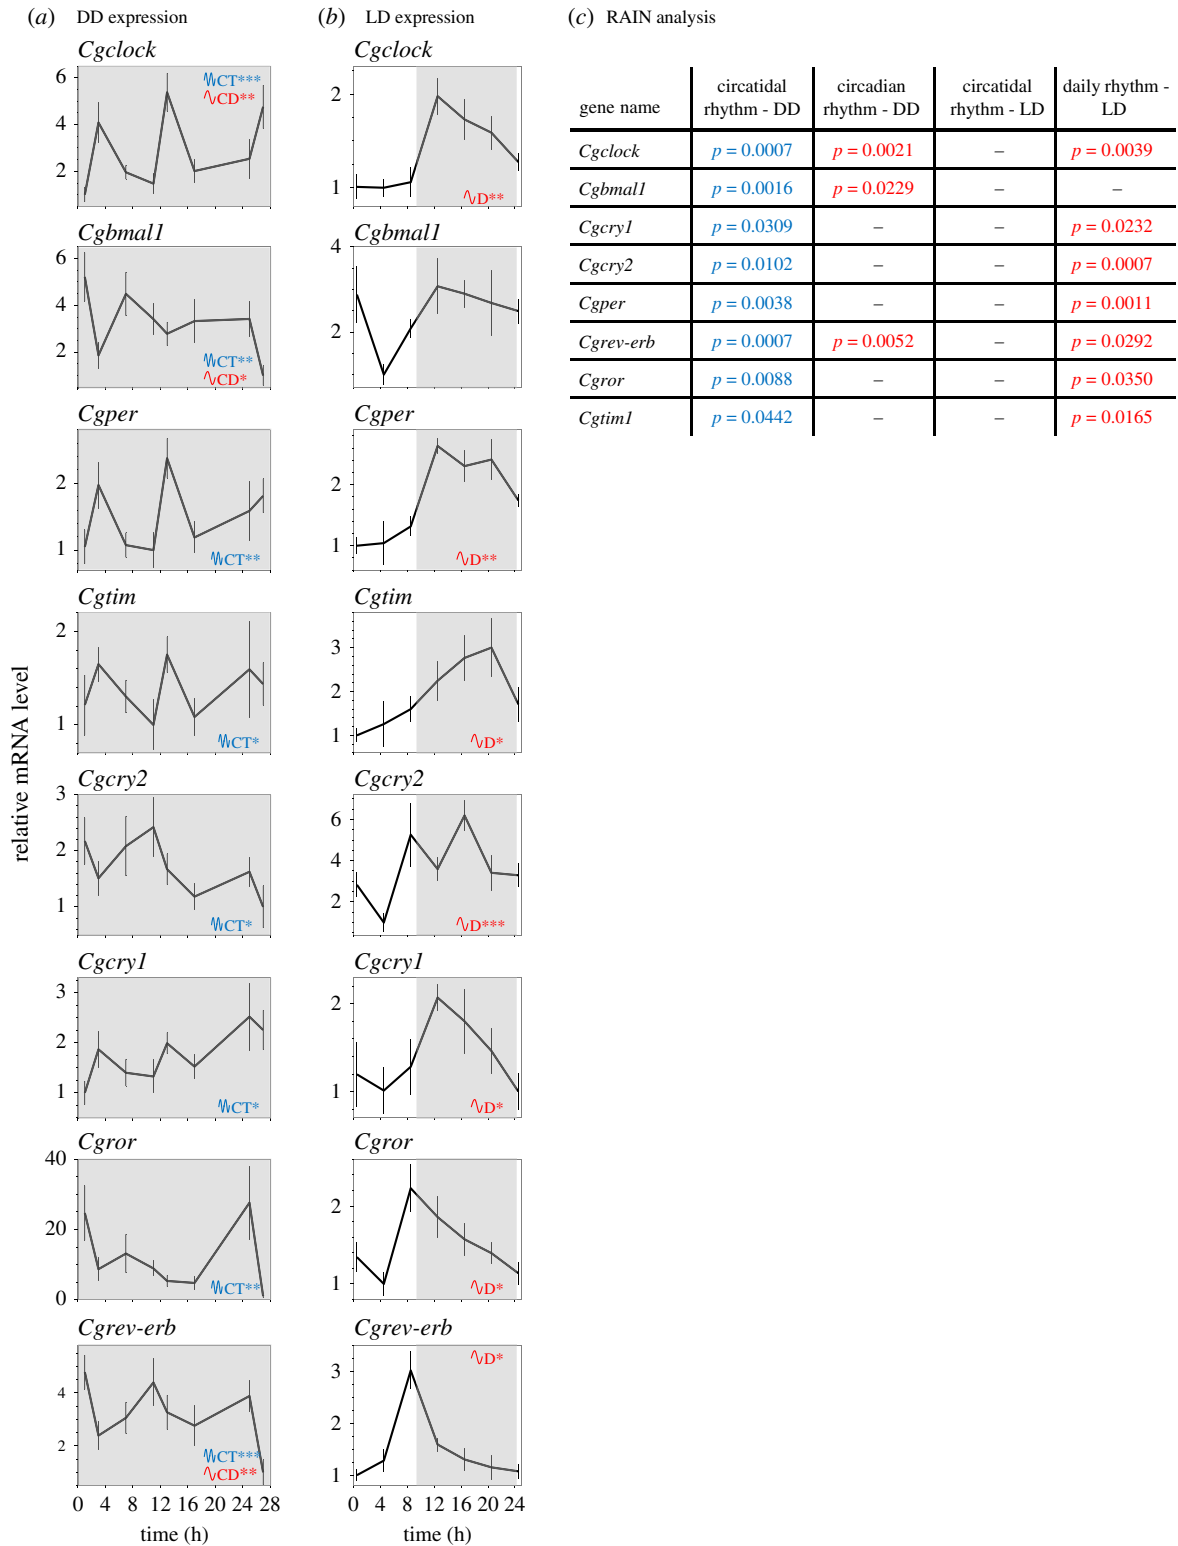 (a) DD expression
(b) LD expression
(c) RAIN analysis
Cgclock
6
4
2
CT***
CD**
Cgclock
2
1
D**
Cgbmal1
6
4
2
CT**
CD*
Cgbmal1
4
2
Cgper
2
1
CT**
Cgper
2
1
D**
Cgtim
2
1
CT*
Cgtim
3
2
1
D*
relative mRNA level
Cgcry2
3
2
1
CT*
Cgcry2
6
4
2
D***
Cgcry1
3
2
1
CT*
Cgcry1
2
1
D*
Cgror
40
20
0
CT**
Cgror
2
1
D*
Cgrev-erb
4
2
CT***
CD**
0 4 8 12 16 20 24 28
time (h)
Cgrev-erb
3
2
1
D*
0 4 8 12 16 20 24
time (h)
gene name circatidal rhythm - DD circadian rhythm - DD circatidal rhythm - LD daily rhythm - LD
Cgclock p = 0.0007 p = 0.0021 – p = 0.0039
Cgbmal1 p = 0.0016 p = 0.0229 – –
Cgcry1 p = 0.0309 – – p = 0.0232
Cgcry2 p = 0.0102 – – p = 0.0007
Cgper p = 0.0038 – – p = 0.0011
Cgrev-erb p = 0.0007 p = 0.0052 – p = 0.0292
Cgror p = 0.0088 – – p = 0.0350
Cgtim1 p = 0.0442 – – p = 0.0165